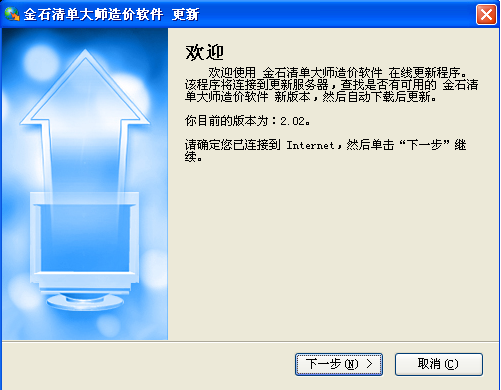 金石清单大师造价软件 更新
欢迎
欢迎使用 金石清单大师造价软件 在线更新程序。
该程序将连接到更新服务器，查找是否有可用的 金石清
单大师造价软件 新版本，然后自动下载后更新。
你目前的版本为：2.02。
请确定您已连接到 Internet，然后单击“下一步”继
续。
下一步(N) >
取消(C)